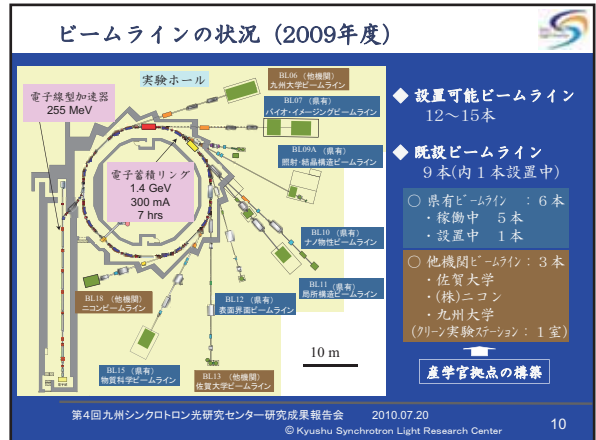 ビームラインの状況（2009年度）
実験ホール
電子線型加速器
255 MeV
電子蓄積リング
1.4 GeV
300 mA
7 hrs
BL06 （他機関）
九州大学ビームライン
BL07 （県有）
バイオ・イメージングビームライン
BL09A（県有）
照射・結晶構造ビームライン
BL10 （県有）
ナノ物性ビームライン
BL11 （県有）
局所構造ビームライン
BL12 （県有）
表面界面ビームライン
BL18 （他機関）
ニコンビームライン
BL15 （県有）
物質科学ビームライン
BL13 （他機関）
佐賀大学ビームライン
10 m
◆ 設置可能ビームライン
12～15本
◆ 既設ビームライン
９本(内１本設置中)
○ 県有ﾋﾞｰﾑﾗｲﾝ ：６本
・稼働中 ５本
・設置中 １本
○ 他機関ﾋﾞｰﾑﾗｲﾝ：３本
・佐賀大学
・(株)ニコン
・九州大学
(ｸﾘｰﾝ実験ｽﾃｰｼｮﾝ：１室)
産学官拠点の構築
第4回九州シンクロトロン光研究センター研究成果報告会 2010.07.20
© Kyushu Synchrotron Light Research Center
10